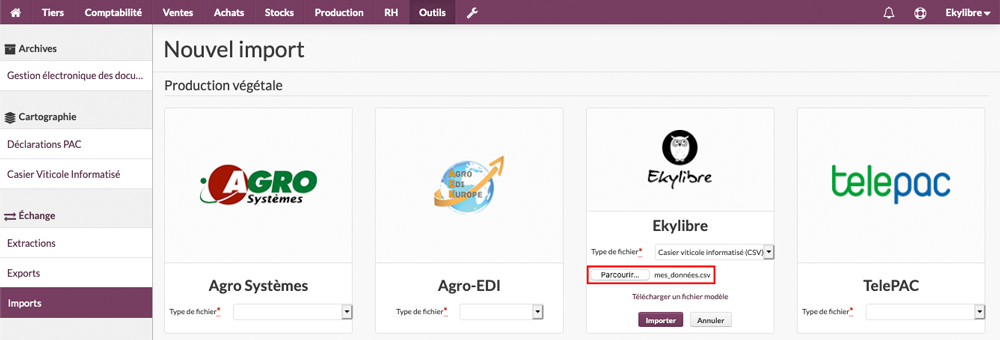 Tiers Comptabilité Ventes Achats Stocks Production RH Outils Ekylibre
Archives
Gestion électronique des docu...
Cartographie
Déclarations PAC
Casier Viticole Informatisé
Échange
Extractions
Exports
Imports
Nouvel import
Production végétale
AGRO
Systèmes
Agro Systèmes
Type de fichier*
AGRO
EDI
EUROPE
Agro-EDI
Type de fichier*
Ekylibre
Ekylibre
Type de fichier* Casier viticole informatisé (CSV)
Parcourir... mes_données.csv
Télécharger un fichier modèle
Importer Annuler
telepac
TelePAC
Type de fichier*